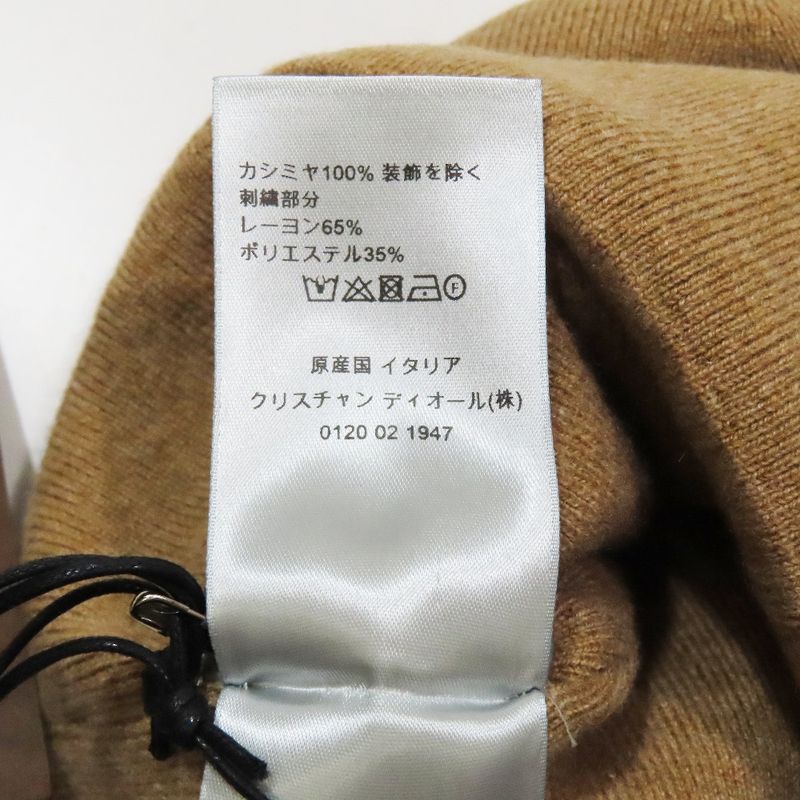 カシミヤ100% 装飾を除く
刺繍部分
レーヨン65%
ポリエステル35%
F
原産国 イタリア
クリスチャン ディオール(株)
0120 02 1947